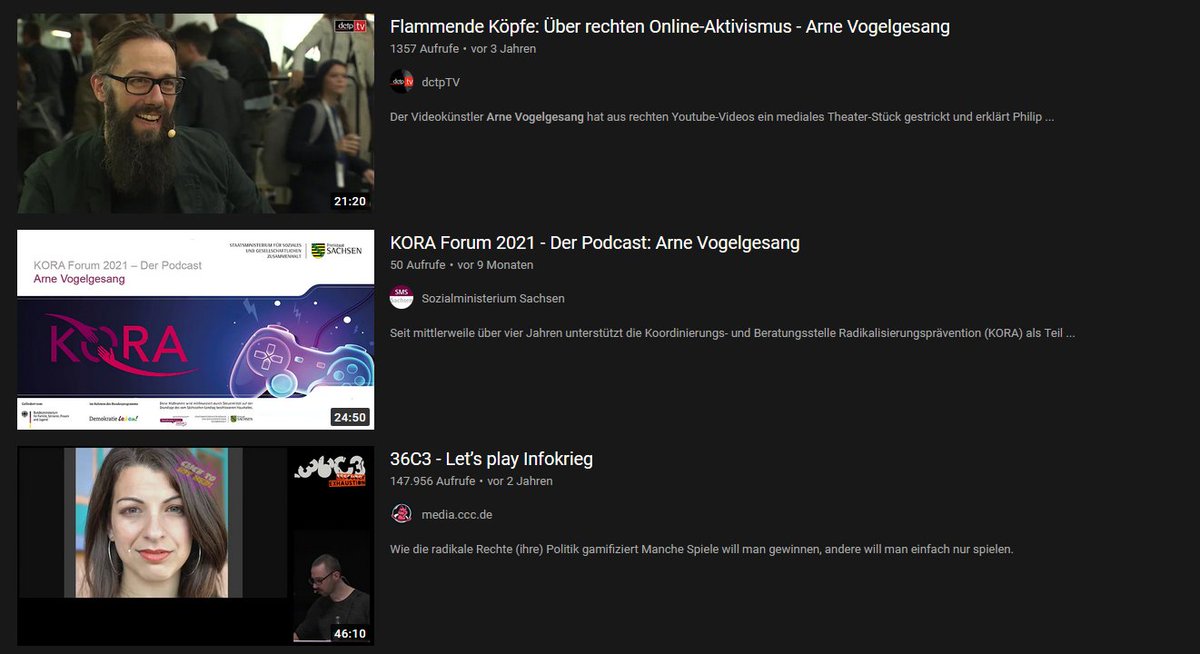 dctp tv
21:20
Flammende Köpfe: Über rechten Online-Aktivismus - Arne Vogelgesang
1357 Aufrufe • vor 3 Jahren
dctp tv
dctpTV
Der Videokünstler Arne Vogelgesang hat aus rechten Youtube-Videos ein mediales Theater-Stück gestrickt und erklärt Philip ...
STAATSMINISTERIUM FÜR SOZIALES
UND GESELLSCHAFTLICHEN
ZUSAMMENHALT
Freistaat
SACHSEN
KORA Forum 2021 – Der Podcast
Arne Vogelgesang
KORA
Demokratie leben!
24:50
KORA Forum 2021 - Der Podcast: Arne Vogelgesang
50 Aufrufe • vor 9 Monaten
SMS
Sachsen
Sozialministerium Sachsen
Seit mittlerweile über vier Jahren unterstützt die Koordinierungs- und Beratungsstelle Radikalisierungsprävention (KORA) als Teil ...
36C3
EXHAUSTION
46:10
36C3 - Let’s play Infokrieg
147.956 Aufrufe • vor 2 Jahren
media.ccc.de
Wie die radikale Rechte (ihre) Politik gamifiziert Manche Spiele will man gewinnen, andere will man einfach nur spielen.